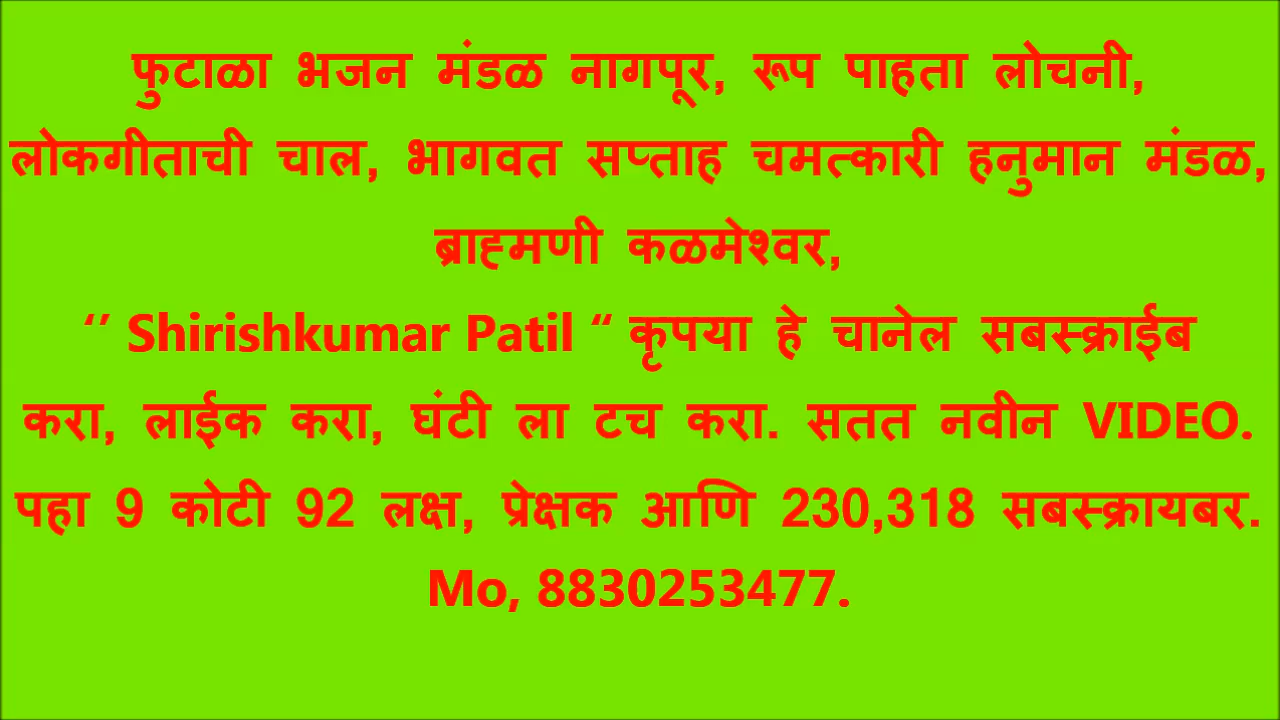 फुटाळा भजन मंडळ नागपूर, रूप पाहता लोचनी,
लोकगीताची चाल, भागवत सप्ताह चमत्कारी हनुमान मंडळ,
ब्राह्मणी कळमेश्वर,
‘’ Shirishkumar Patil “ कृपया हे चानेल सबस्क्राईब
करा, लाईक करा, घंटी ला टच करा. सतत नवीन VIDEO.
पहा 9 कोटी 92 लक्ष, प्रेक्षक आणि 230,318 सबस्क्रायबर.
Mo, 8830253477.